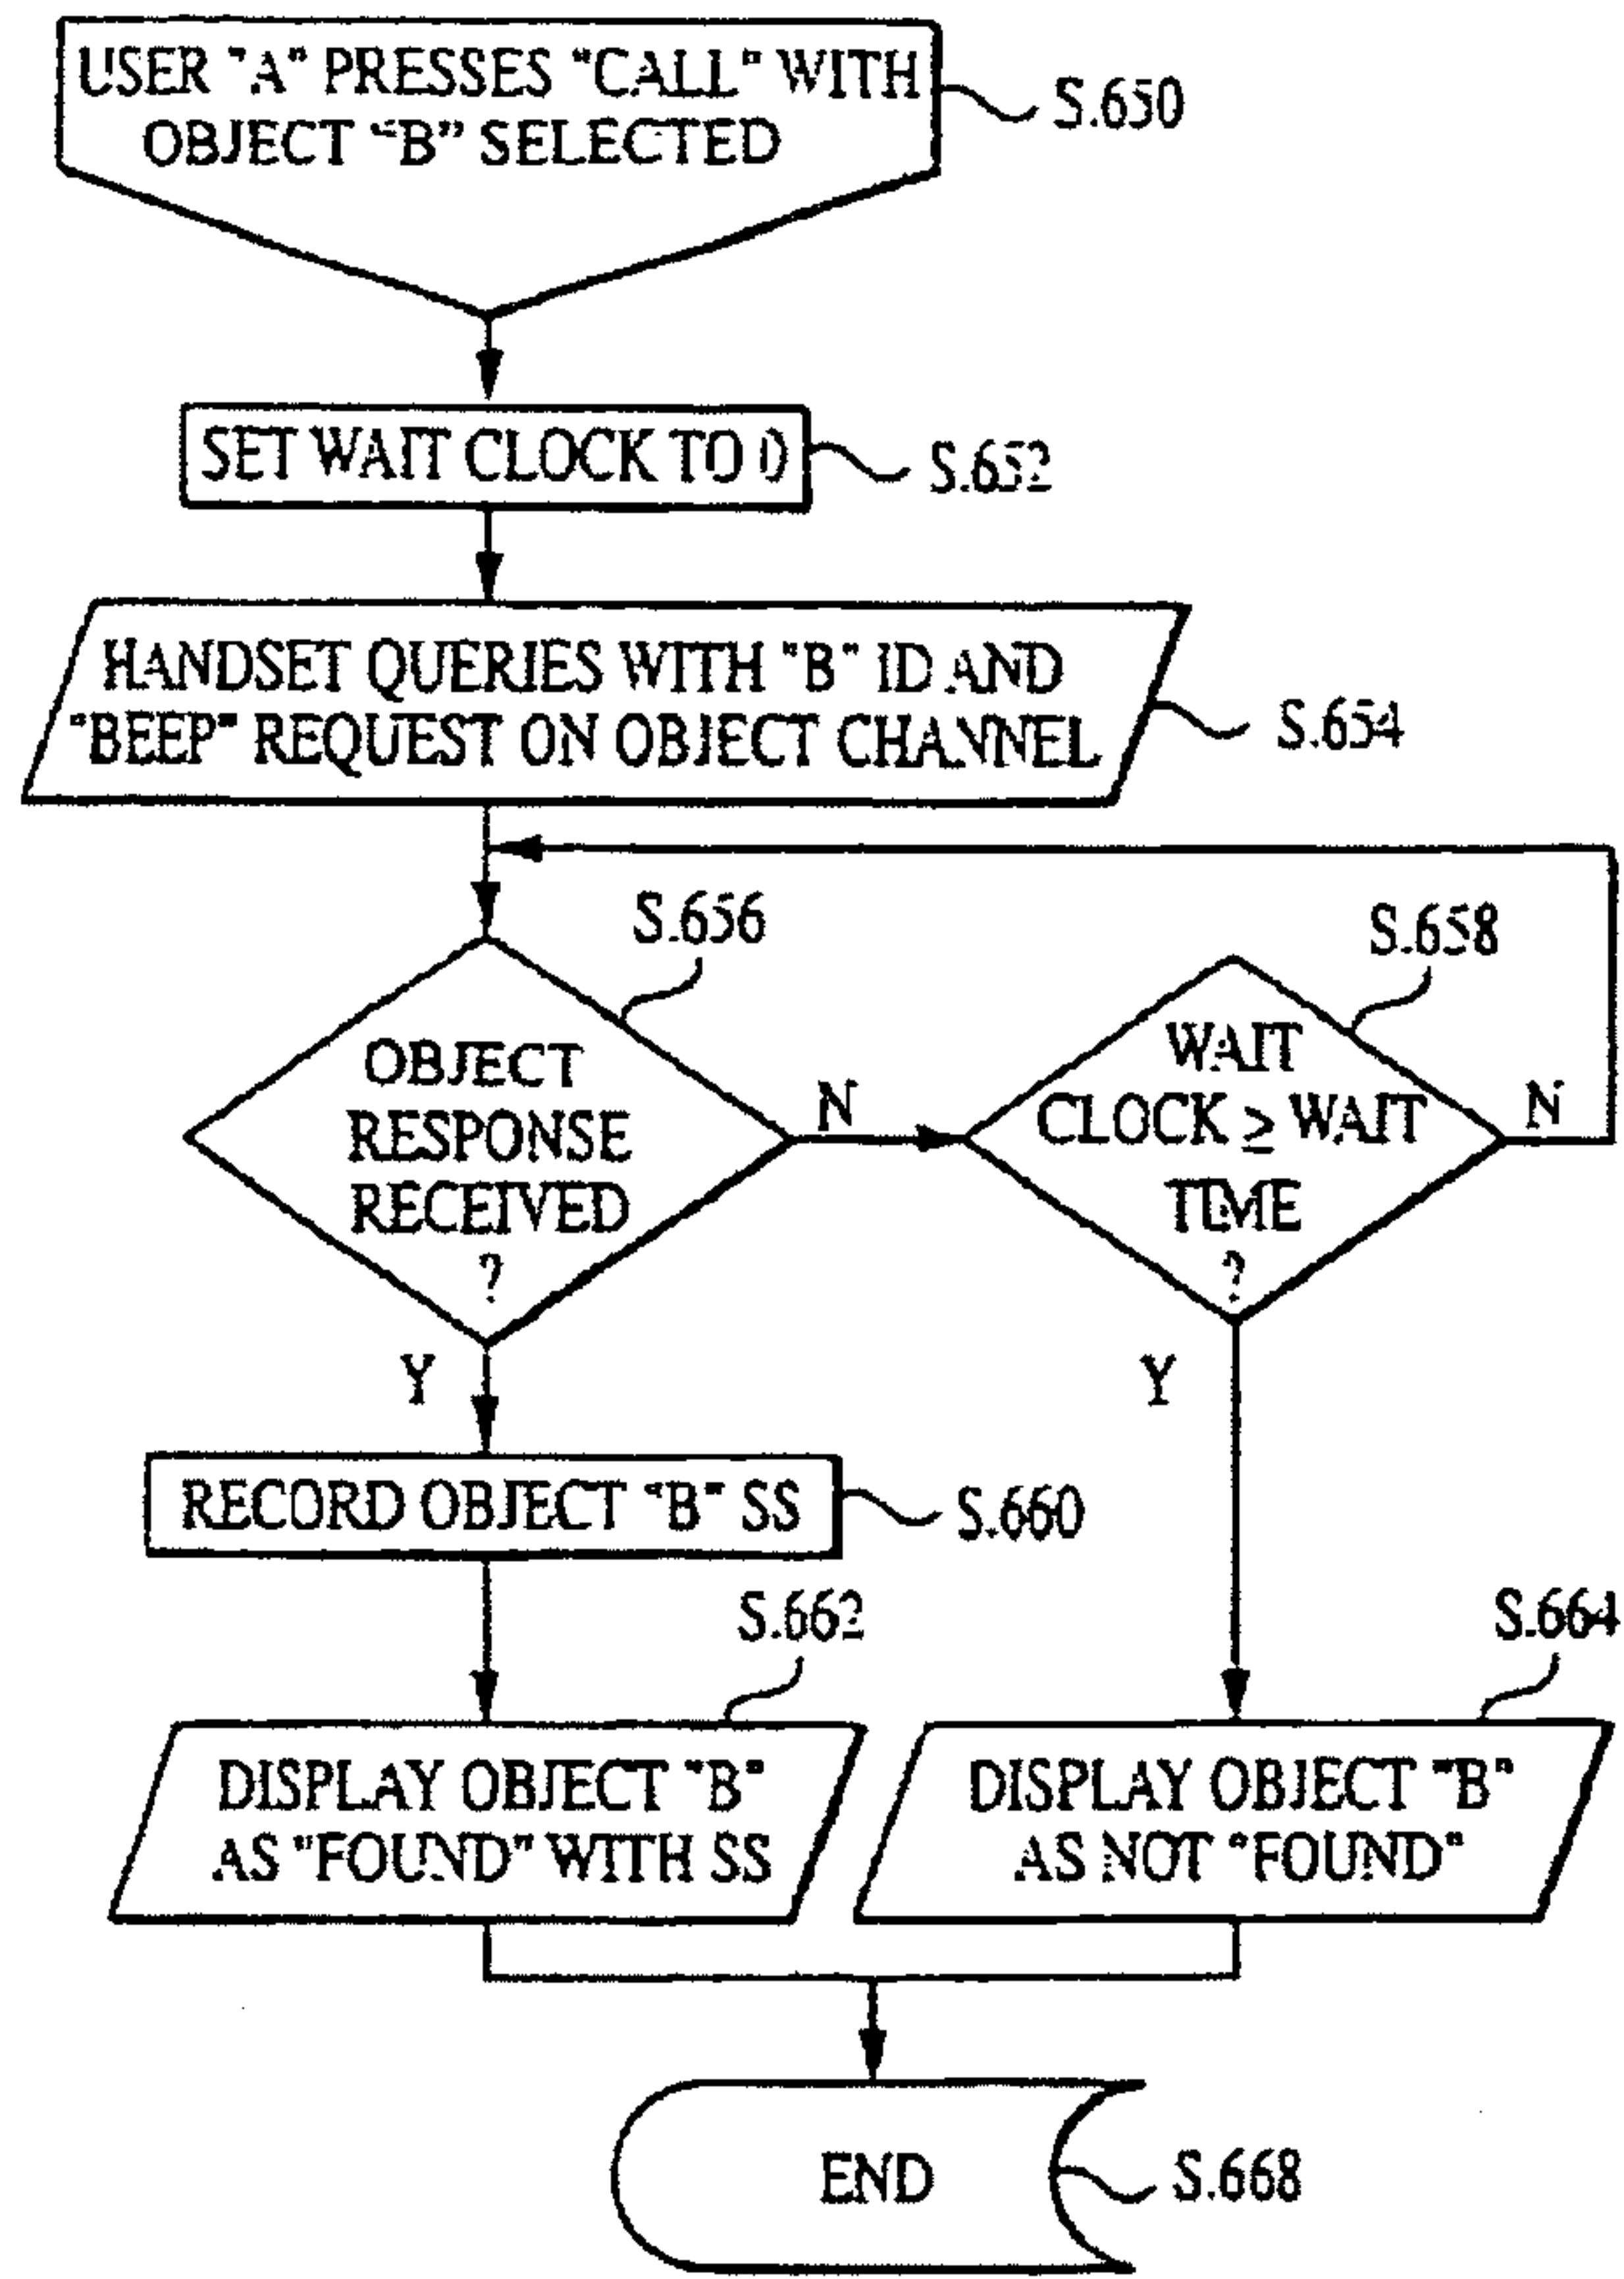 USER "A" PRESSES "CALL" WITH
OBJECT "B" SELECTED
S.650
SET WAIT CLOCK TO 0
S.652
HANDSET QUERIES WITH "B" ID AND
"BEEP" REQUEST ON OBJECT CHANNEL
S.654
S.656
S.658
OBJECT
RESPONSE
RECEIVED
?
N
WAIT
CLOCK ≥ WAIT
TIME
?
N
Y
Y
RECORD OBJECT "B" SS
S.660
S.662
S.664
DISPLAY OBJECT "B"
AS "FOUND" WITH SS
DISPLAY OBJECT "B"
AS NOT "FOUND"
END
S.668